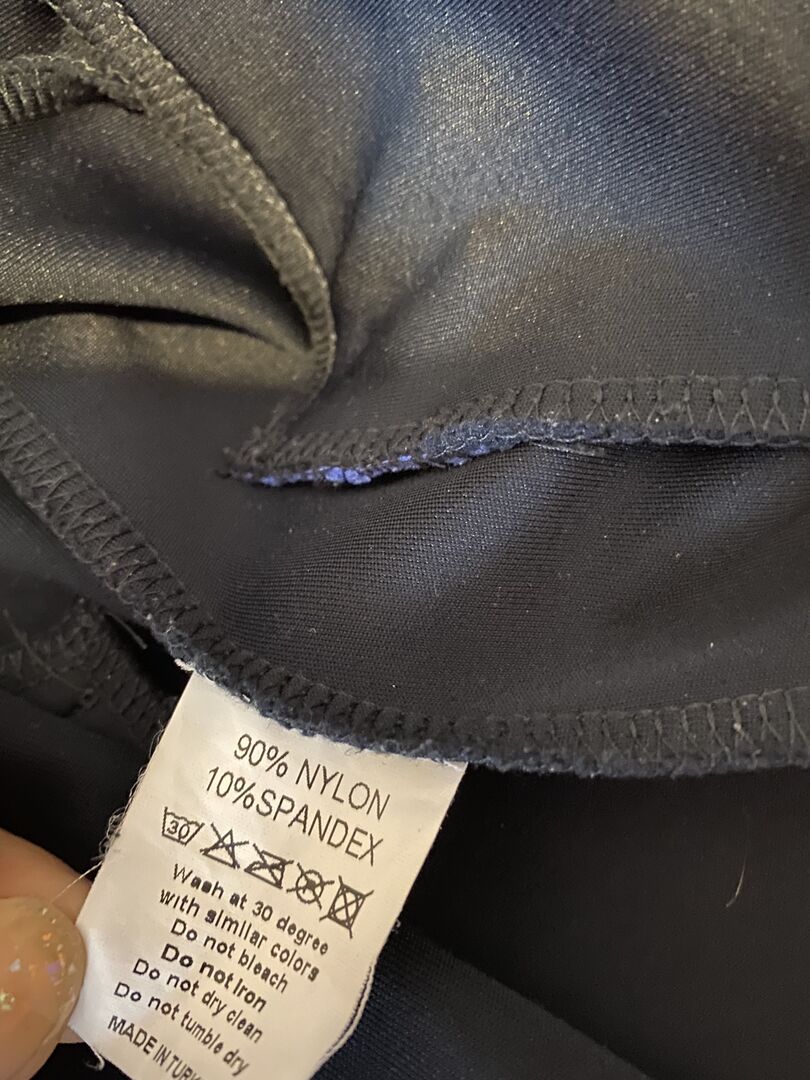 90% NYLON
10%SPANDEX
30
Wash at 30 degree
with similar colors
Do not bleach
Do not Iron
Do not dry clean
Do not tumble dry
MADE IN